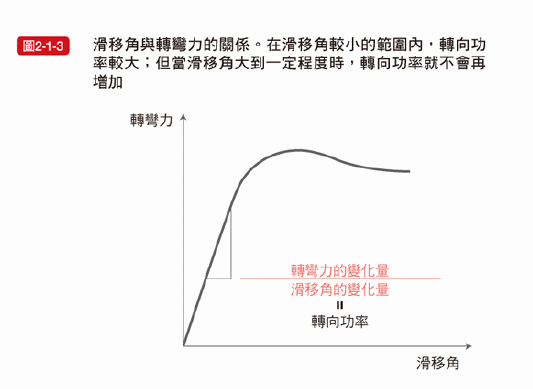 圖2-1-3
滑移角與轉彎力的關係。在滑移角較小的範圍內，轉向功
率較大；但當滑移角大到一定程度時，轉向功率就不會再
增加
轉彎力
轉彎力的變化量
滑移角的變化量
=
轉向功率
滑移角